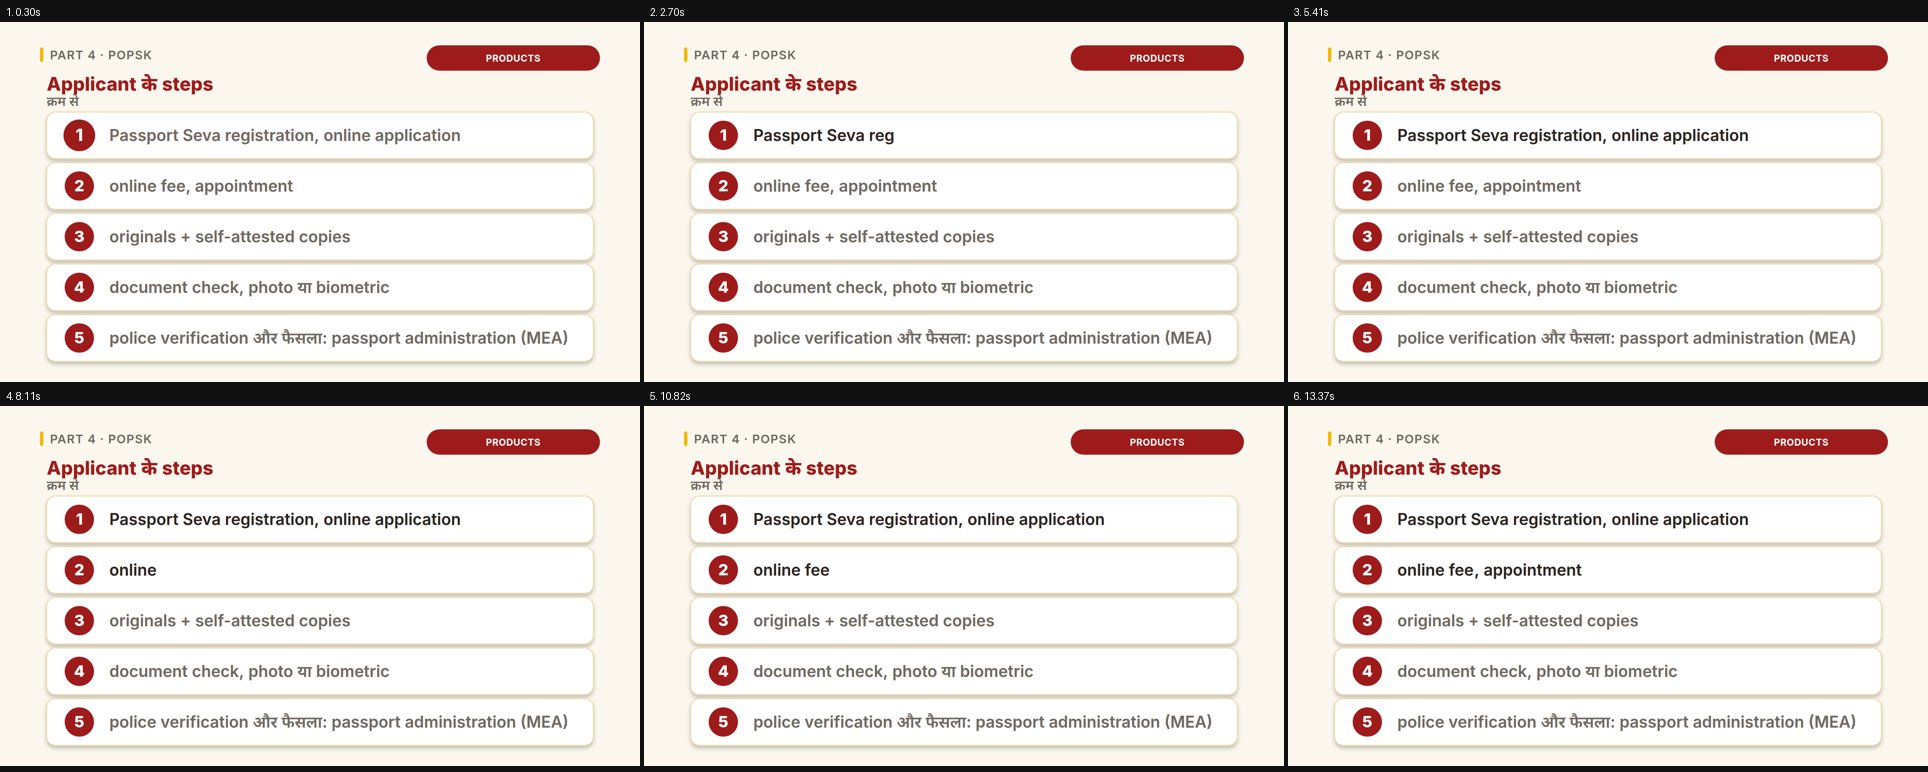 1. 0.30s
PART 4 · POPSK
PRODUCTS
Applicant के steps
क्रम से
1 Passport Seva registration, online application
2 online fee, appointment
3 originals + self-attested copies
4 document check, photo या biometric
5 police verification और फैसला: passport administration (MEA)
2. 2.70s
PART 4 · POPSK
PRODUCTS
Applicant के steps
क्रम से
1 Passport Seva reg
2 online fee, appointment
3 originals + self-attested copies
4 document check, photo या biometric
5 police verification और फैसला: passport administration (MEA)
3. 5.41s
PART 4 · POPSK
PRODUCTS
Applicant के steps
क्रम से
1 Passport Seva registration, online application
2 online fee, appointment
3 originals + self-attested copies
4 document check, photo या biometric
5 police verification और फैसला: passport administration (MEA)
4. 8.11s
PART 4 · POPSK
PRODUCTS
Applicant के steps
क्रम से
1 Passport Seva registration, online application
2 online
3 originals + self-attested copies
4 document check, photo या biometric
5 police verification और फैसला: passport administration (MEA)
5. 10.82s
PART 4 · POPSK
PRODUCTS
Applicant के steps
क्रम से
1 Passport Seva registration, online application
2 online fee
3 originals + self-attested copies
4 document check, photo या biometric
5 police verification और फैसला: passport administration (MEA)
6. 13.37s
PART 4 · POPSK
PRODUCTS
Applicant के steps
क्रम से
1 Passport Seva registration, online application
2 online fee, appointment
3 originals + self-attested copies
4 document check, photo या biometric
5 police verification और फैसला: passport administration (MEA)